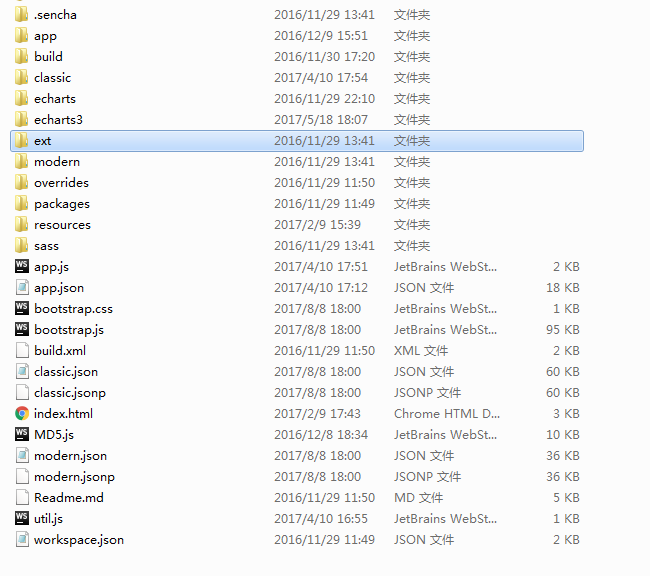 .sencha 2016/11/29 13:41 文件夹
app 2016/12/9 15:51 文件夹
build 2016/11/30 17:20 文件夹
classic 2017/4/10 17:54 文件夹
echarts 2016/11/29 22:10 文件夹
echarts3 2017/5/18 18:07 文件夹
ext 2016/11/29 13:41 文件夹
modern 2016/11/29 13:41 文件夹
overrides 2016/11/29 11:50 文件夹
packages 2016/11/29 11:49 文件夹
resources 2017/2/9 15:39 文件夹
sass 2016/11/29 13:41 文件夹
WS app.js 2017/4/10 17:51 JetBrains WebSt... 2 KB
app.json 2017/4/10 17:12 JSON 文件 18 KB
WS bootstrap.css 2017/8/8 18:00 JetBrains WebSt... 1 KB
WS bootstrap.js 2017/8/8 18:00 JetBrains WebSt... 95 KB
build.xml 2016/11/29 11:50 XML 文件 2 KB
classic.json 2017/8/8 18:00 JSON 文件 60 KB
classic.jsonp 2017/8/8 18:00 JSONP 文件 60 KB
index.html 2017/2/9 17:43 Chrome HTML D... 3 KB
WS MD5.js 2016/12/8 18:34 JetBrains WebSt... 10 KB
modern.json 2017/8/8 18:00 JSON 文件 36 KB
modern.jsonp 2017/8/8 18:00 JSONP 文件 36 KB
Readme.md 2016/11/29 11:50 MD 文件 5 KB
WS util.js 2017/4/10 16:55 JetBrains WebSt... 1 KB
workspace.json 2016/11/29 11:49 JSON 文件 2 KB